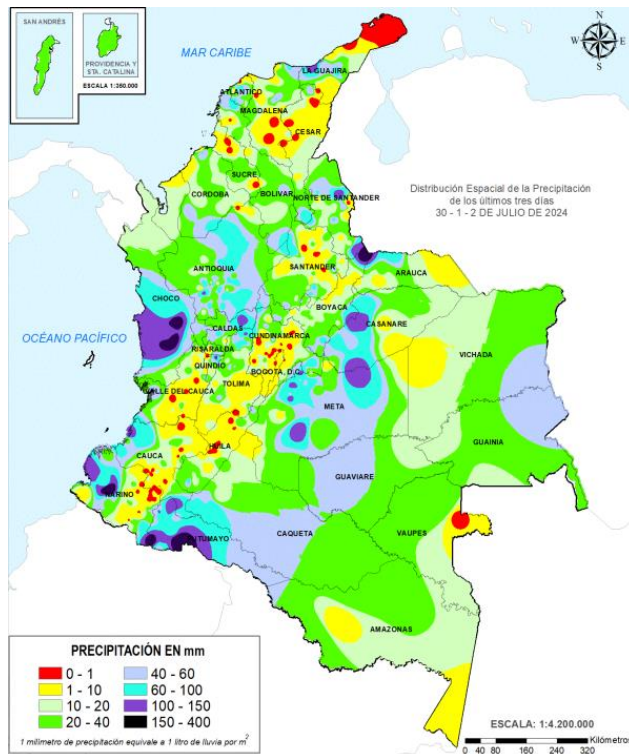 SAN ANDRÉS
PROVIDENCIA Y
STA. CATALINA
ESCALA 1:350.000
MAR CARIBE
N
W E
S
LA GUAJIRA
ATLANTICO
MAGDALENA
CESAR
SUCRE
CORDOBA
BOLIVAR
NORTE DE SANTANDER
Distribución Espacial de la Precipitación
de los últimos tres días
30 - 1 - 2 DE JULIO DE 2024
ANTIOQUIA
SANTANDER
ARAUCA
CHOCO
BOYACA
OCÉANO PACÍFICO
CALDAS
CUNDINAMARCA
CASANARE
RISARALDA
VICHADA
QUINDIO
BOGOTA, D.C.
TOLIMA
VALLE DEL CAUCA
META
GUAINIA
HUILA
CAUCA
GUAVIARE
NARIÑO
PUTUMAYO
CAQUETA
VAUPES
AMAZONAS
PRECIPITACIÓN EN mm
0 - 1 40 - 60
1 - 10 60 - 100
10 - 20 100 - 150
20 - 40 150 - 400
1 milímetro de precipitación equivale a 1 litro de lluvia por m2
ESCALA: 1:4.200.000
Kilómetros
0 40 80 160 240 320